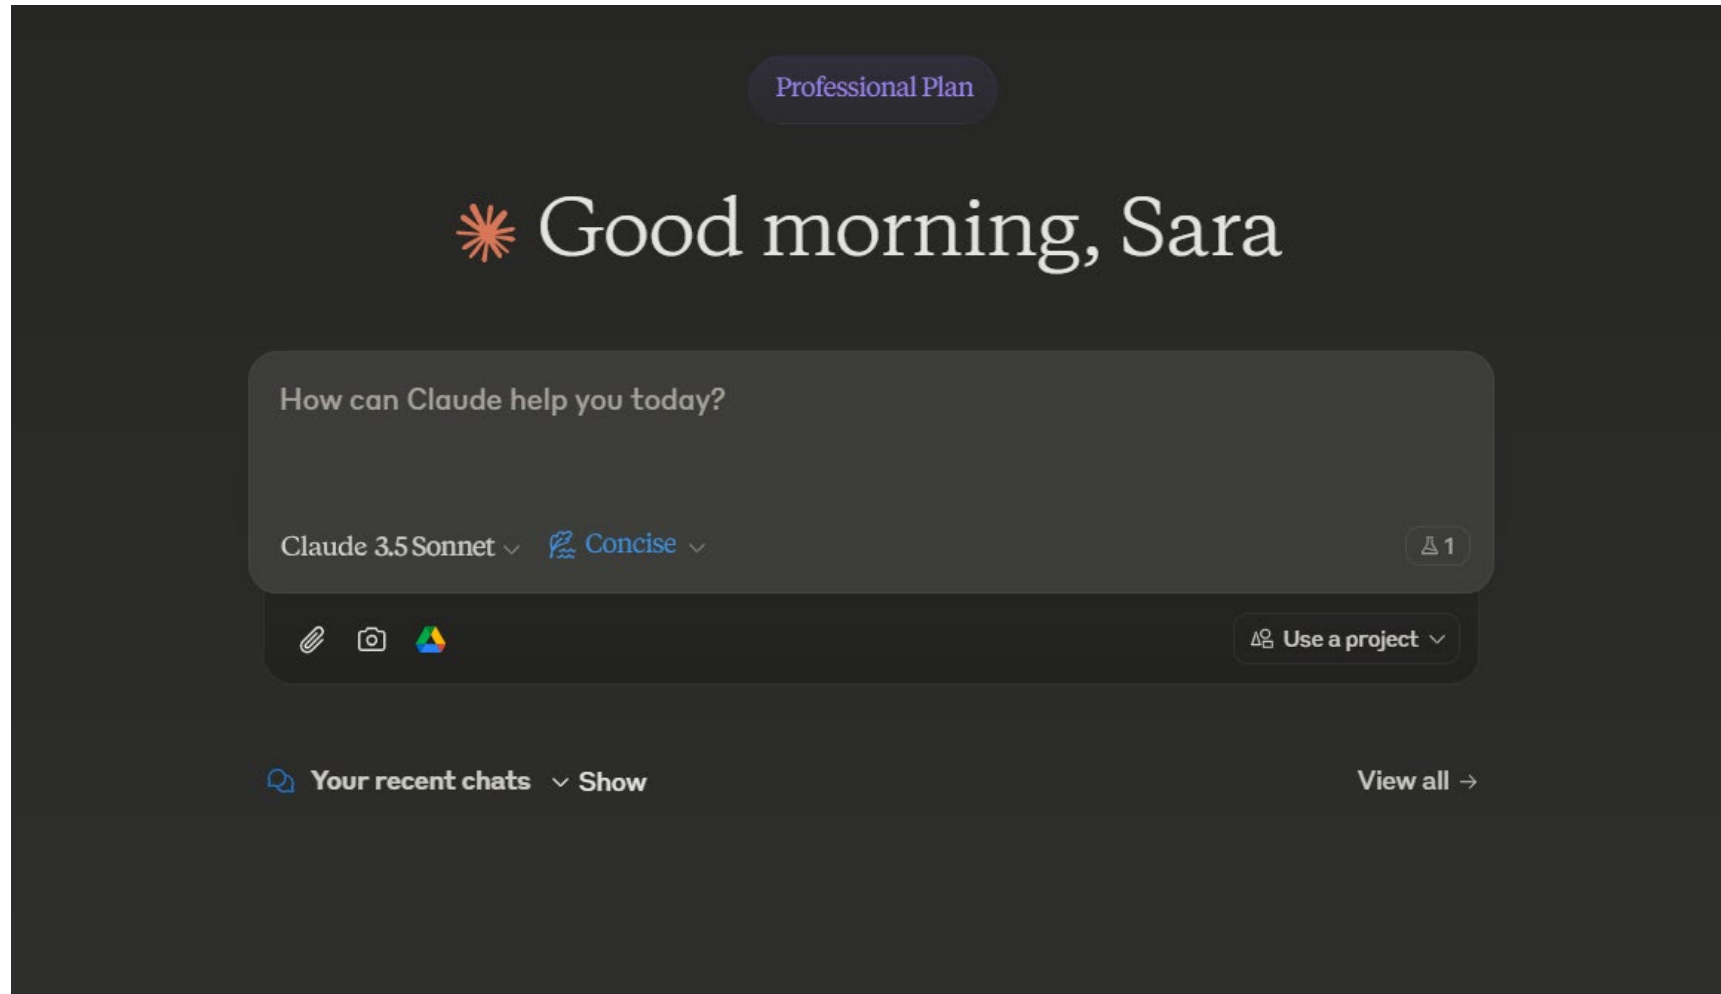 Professional Plan
Good morning, Sara
How can Claude help you today?
Claude 3.5 Sonnet Concise 1
Use a project
Your recent chats Show View all →